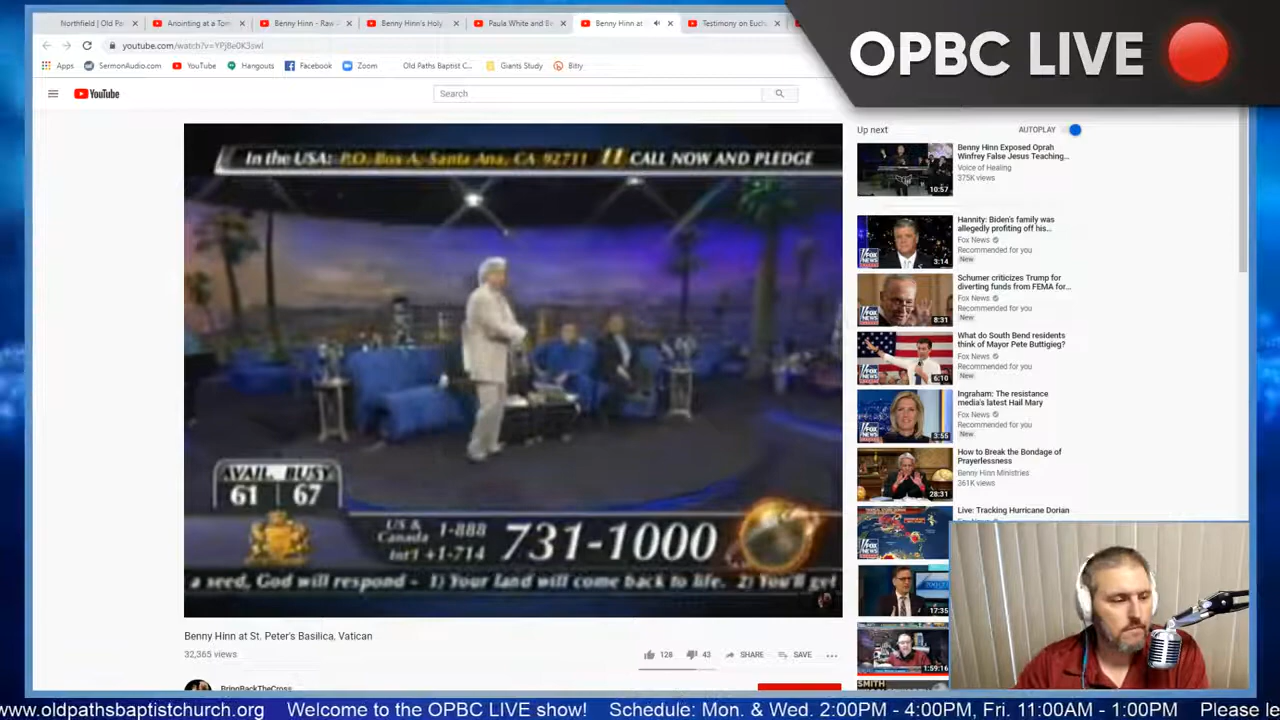 Northfield | Old Pa
Anointing at a Tom
Benny Hinn - Raw A
Benny Hinn's Holy
Paula White and Be
Benny Hinn at
Testimony on Euch
OPBC LIVE
youtube.com/watch?v=YPj8e0K3swI
Apps
SermonAudio.com
YouTube
Hangouts
Facebook
Zoom
Old Paths Baptist C...
Giants Study
Bitty
YouTube
Search
Up next
AUTOPLAY
In the USA: P.O. Box A, Santa Ana, CA 92711 // CALL NOW AND PLEDGE
Benny Hinn Exposed Oprah
Winfrey False Jesus Teaching...
Voice of Healing
375K views
10:57
Hannity: Biden's family was
allegedly profiting off his...
Fox News
Recommended for you
New
3:14
Schumer criticizes Trump for
diverting funds from FEMA for...
Fox News
Recommended for you
New
8:31
What do South Bend residents
think of Mayor Pete Buttigieg?
Fox News
Recommended for you
New
6:10
Ingraham: The resistance
media's latest Hail Mary
Fox News
Recommended for you
New
3:55
How to Break the Bondage of
Prayerlessness
Benny Hinn Ministries
361K views
28:31
Live: Tracking Hurricane Dorian
17:35
1:59:16
61 67
US &
Canada
Int'l
731-1000
God will respond - 1) Your land will come back to life. 2) You'll get
Benny Hinn at St. Peter's Basilica, Vatican
32,365 views
128
43
SHARE
SAVE
BringBackTheCross
www.oldpathsbaptistchurch.org Welcome to the OPBC LIVE show! Schedule: Mon. & Wed. 2:00PM - 4:00PM, Fri. 11:00AM - 1:00PM Please le